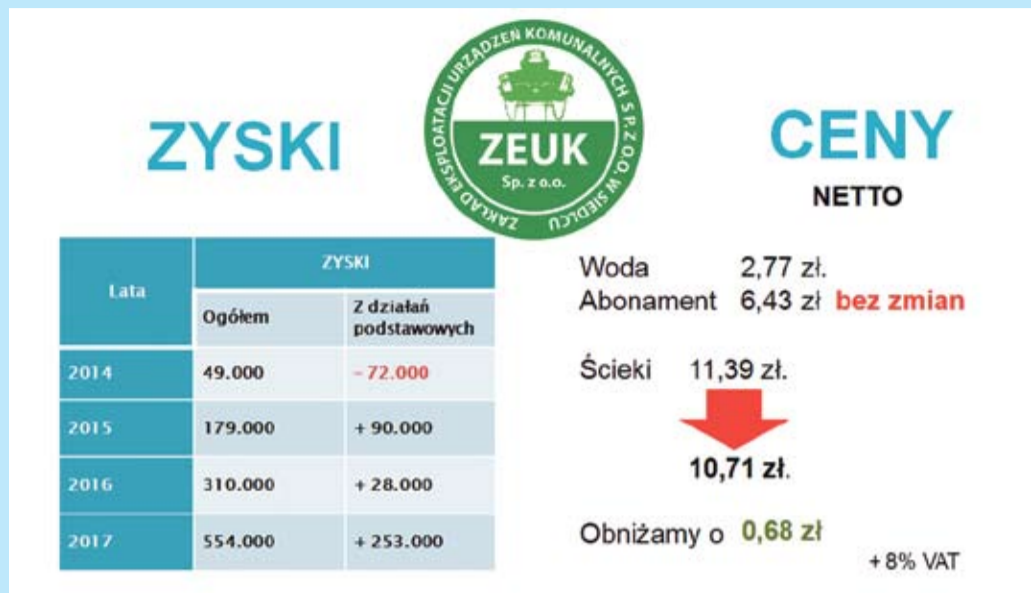 ZYSKI
ZAKŁAD EKSPLOATACJI URZĄDZEŃ KOMUNALNYCH SP. Z O.O. W SIEDLCU
ZEUK
Sp. z o.o.
CENY
NETTO
Lata ZYSKI
Ogółem Z działań
podstawowych
2014 49.000 - 72.000
2015 179.000 + 90.000
2016 310.000 + 28.000
2017 554.000 + 253.000
Woda 2,77 zł.
Abonament 6,43 zł bez zmian
Ścieki 11,39 zł.
10,71 zł.
Obniżamy o 0,68 zł
+ 8% VAT